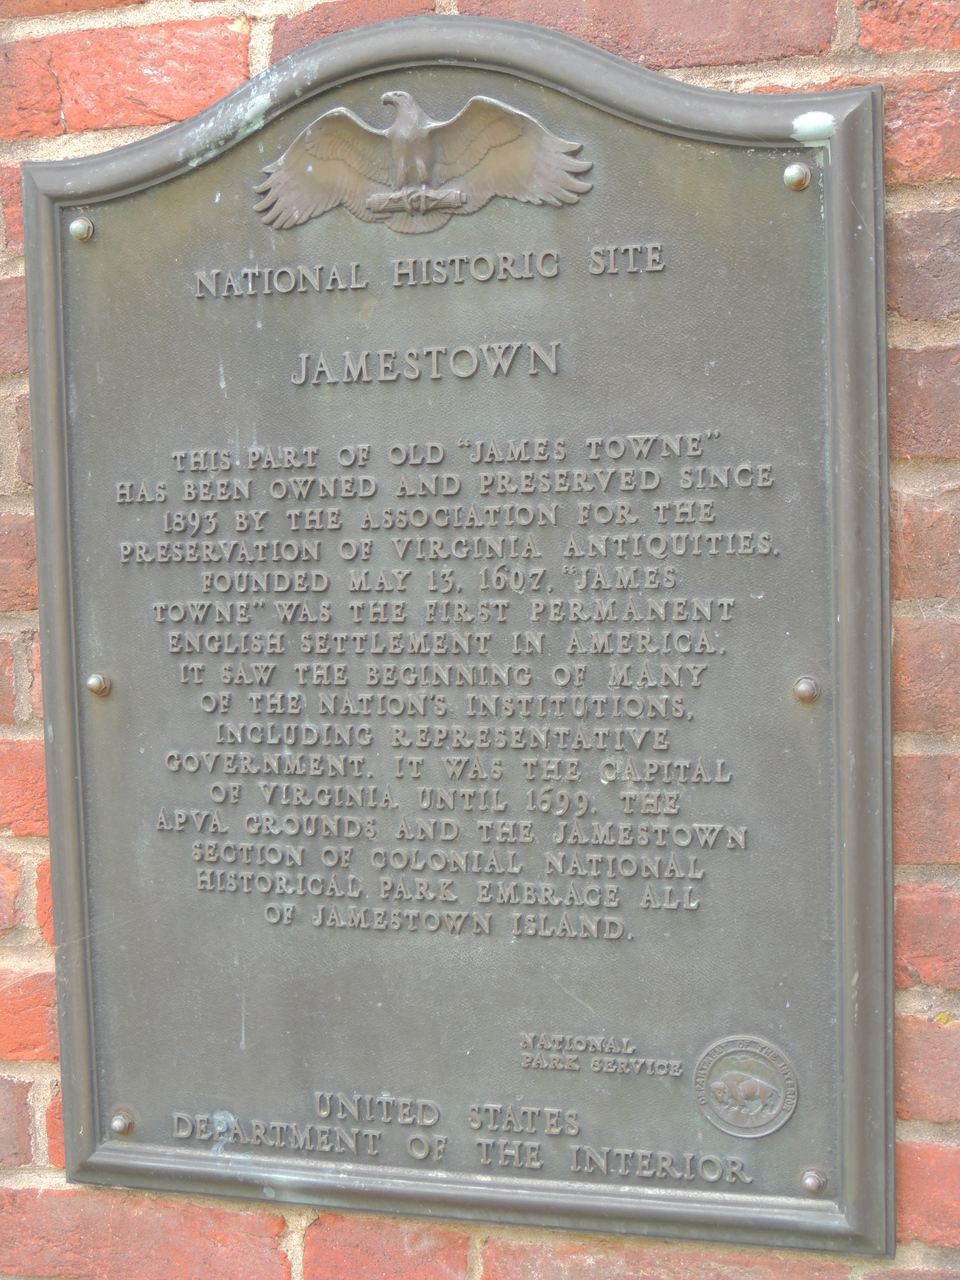 NATIONAL HISTORIC SITE
JAMESTOWN
THIS PART OF OLD "JAMES TOWNE"
HAS BEEN OWNED AND PRESERVED SINCE
1893 BY THE ASSOCIATION FOR THE
PRESERVATION OF VIRGINIA ANTIQUITIES.
FOUNDED MAY 13, 1607, "JAMES
TOWNE" WAS THE FIRST PERMANENT
ENGLISH SETTLEMENT IN AMERICA.
IT SAW THE BEGINNING OF MANY
OF THE NATION'S INSTITUTIONS,
INCLUDING REPRESENTATIVE
GOVERNMENT. IT WAS THE CAPITAL
OF VIRGINIA UNTIL 1699. THE
APVA GROUNDS AND THE JAMESTOWN
SECTION OF COLONIAL NATIONAL
HISTORICAL PARK EMBRACE ALL
OF JAMESTOWN ISLAND.
NATIONAL
PARK SERVICE
DEPARTMENT OF THE INTERIOR
UNITED STATES
DEPARTMENT OF THE INTERIOR